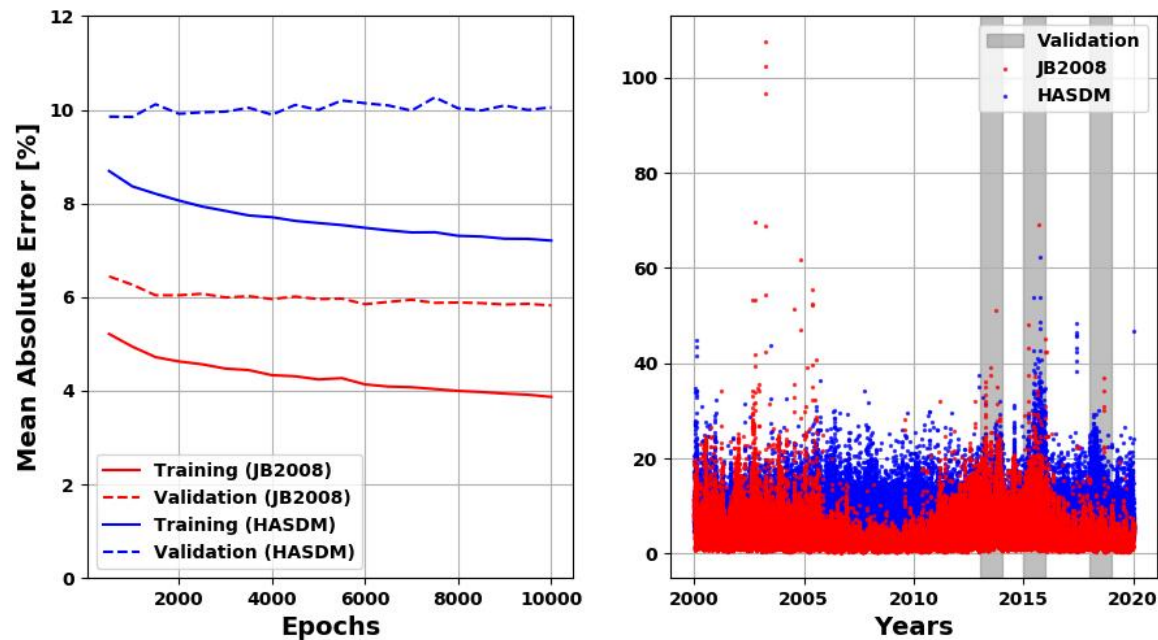 Mean Absolute Error [%]
12
10
8
6
4
2
0
Training (JB2008)
Validation (JB2008)
Training (HASDM)
Validation (HASDM)
2000
4000
6000
8000
10000
Epochs
100
80
60
40
20
0
Validation
JB2008
HASDM
2000
2005
2010
2015
2020
Years